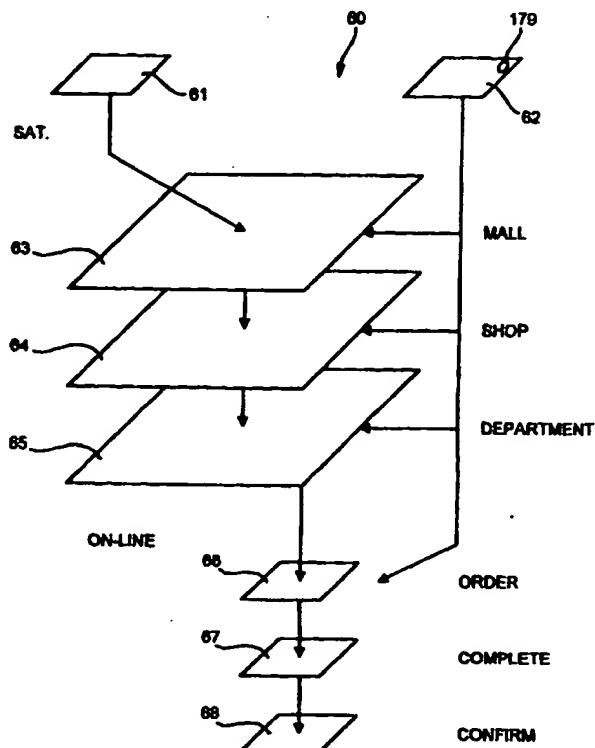 60
179
61
62
SAT.
63
MALL
64
SHOP
65
DEPARTMENT
ON-LINE
66
ORDER
67
COMPLETE
68
CONFIRM